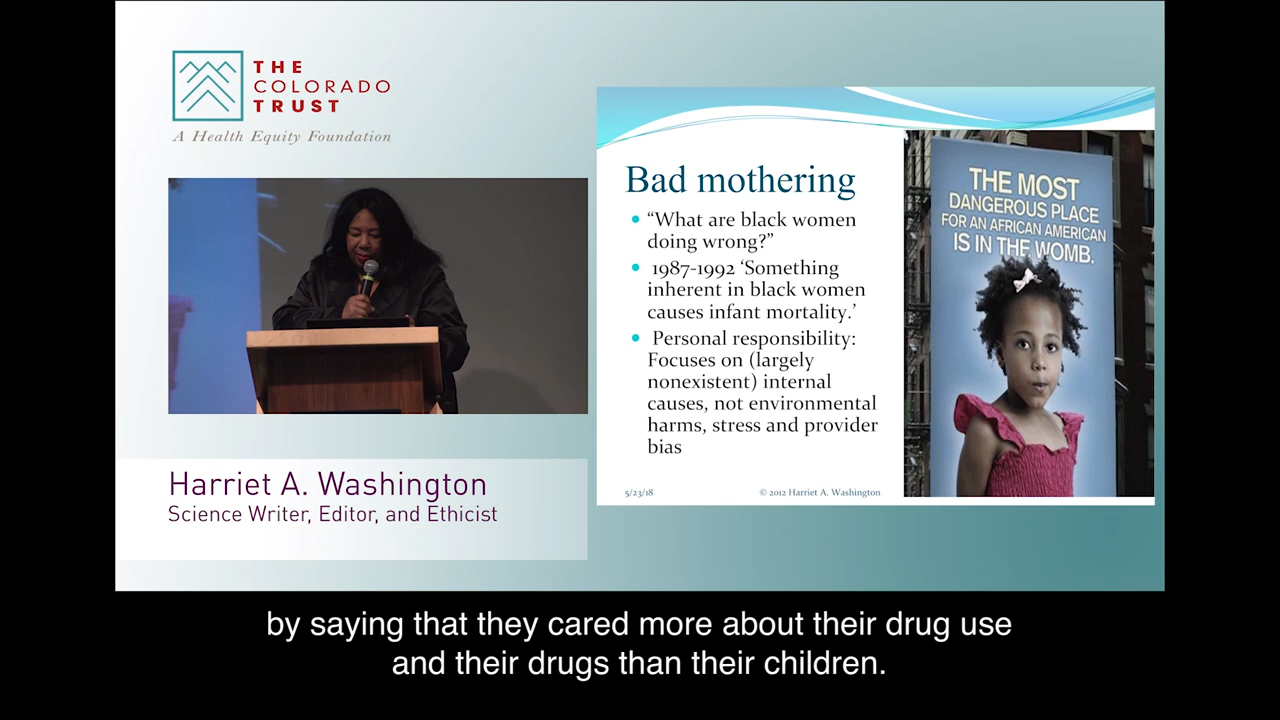 THE
COLORADO
TRUST
A Health Equity Foundation
Bad mothering
“What are black women
doing wrong?”
1987-1992 ‘Something
inherent in black women
causes infant mortality.’
Personal responsibility:
Focuses on (largely
nonexistent) internal
causes, not environmental
harms, stress and provider
bias
5/23/18
© 2012 Harriet A. Washington
THE MOST
DANGEROUS PLACE
FOR AN AFRICAN AMERICAN
IS IN THE WOMB.
Harriet A. Washington
Science Writer, Editor, and Ethicist
by saying that they cared more about their drug use
and their drugs than their children.